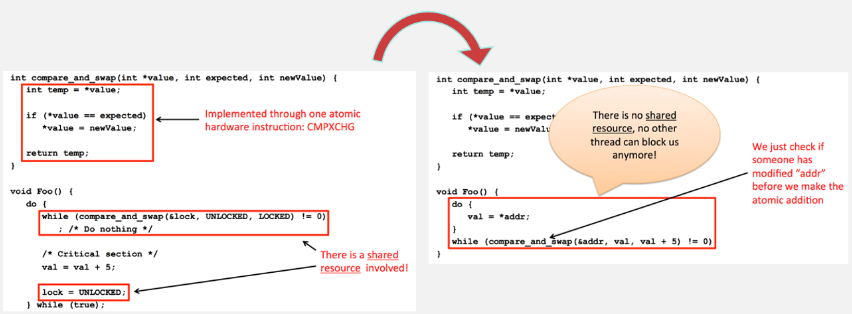 int compare_and_swap(int *value, int expected, int newValue) {
int temp = *value;
if (*value == expected)
*value = newValue;
return temp;
}
Implemented through one atomic
hardware instruction: CMPXCHG
void Foo() {
do {
while (compare_and_swap(&lock, UNLOCKED, LOCKED) != 0)
; /* Do nothing */
/* Critical section */
val = val + 5;
lock = UNLOCKED;
} while (true);
There is a shared
resource involved!
int compare_and_swap(int *value, int expected, int newValue) {
int temp = *value;
if (*value == expec
*value = newValu
return temp;
}
There is no shared
resource, no other
thread can block us
anymore!
void Foo() {
do {
val = *addr;
}
while (compare_and_swap(&addr, val, val + 5) != 0)
}
We just check if
someone has
modified "addr"
before we make the
atomic addition